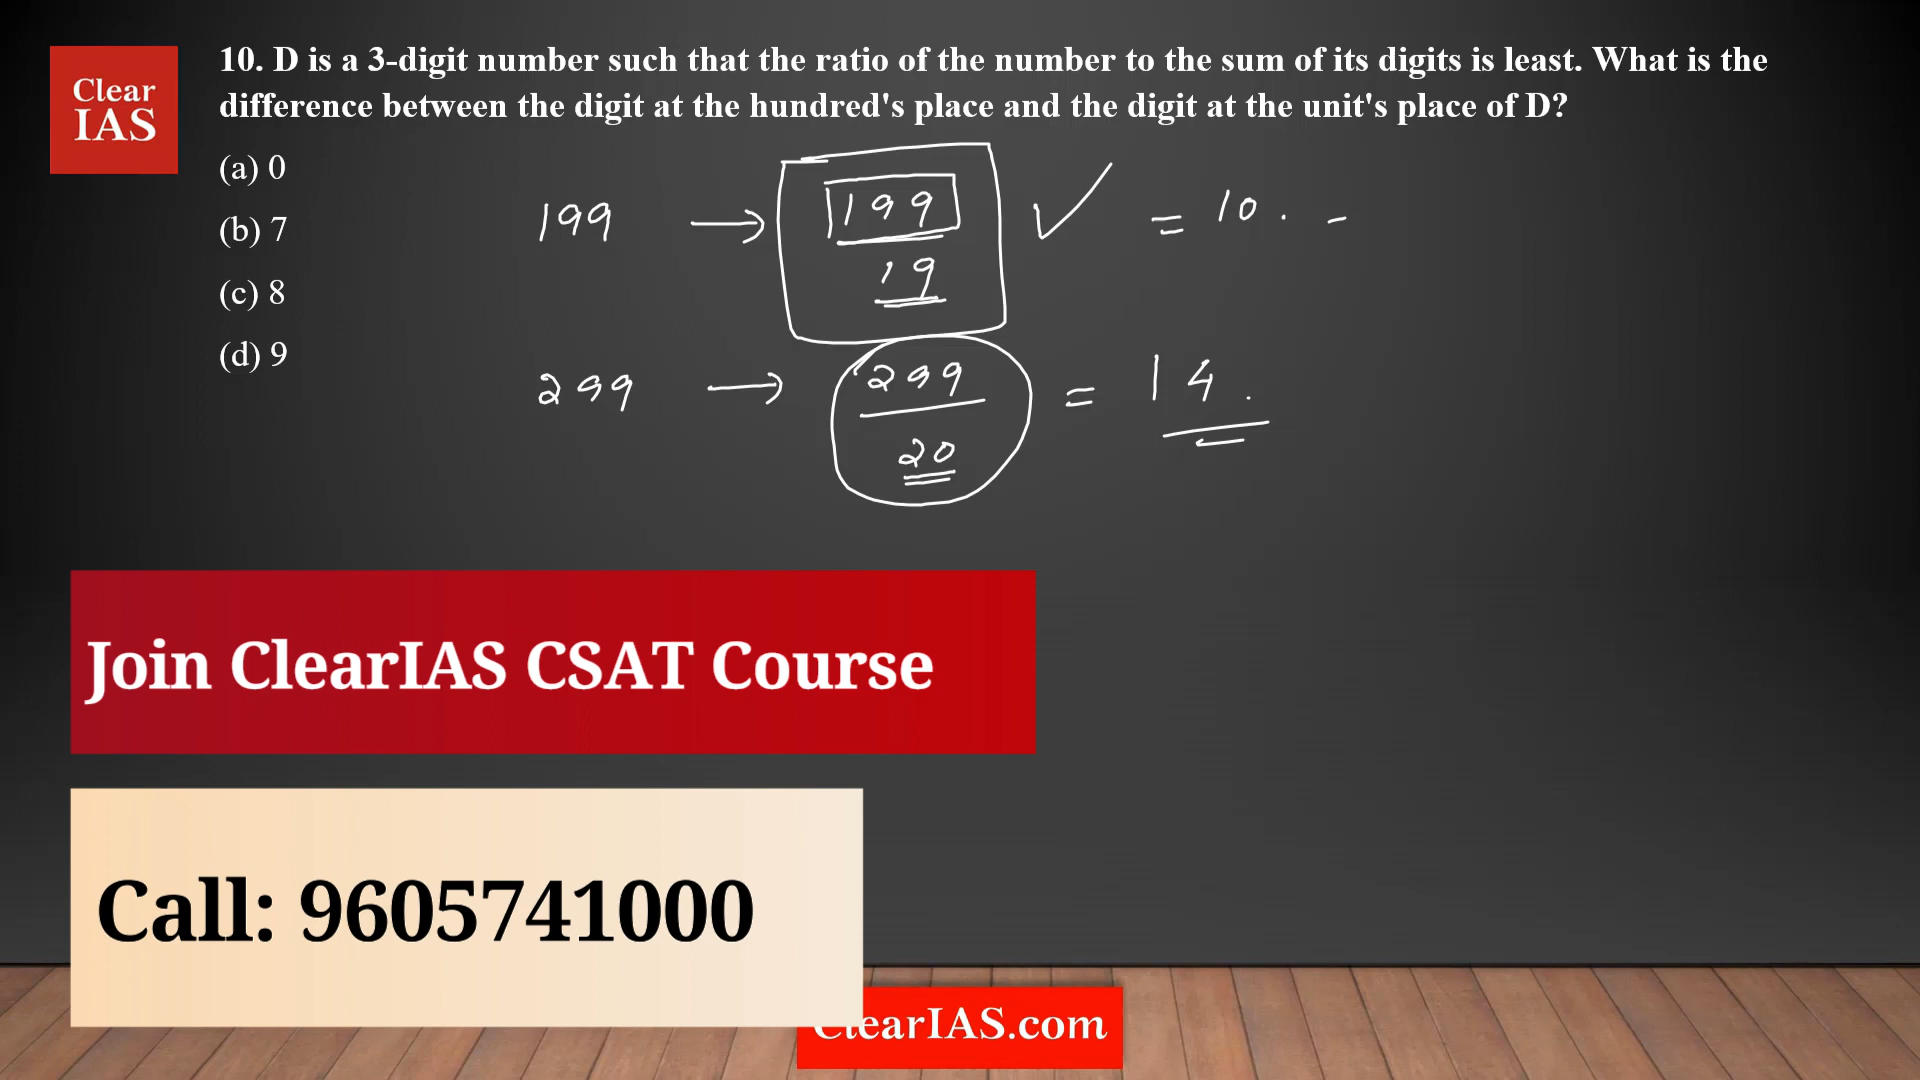 Clear
IAS
10. D is a 3-digit number such that the ratio of the number to the sum of its digits is least. What is the
difference between the digit at the hundred's place and the digit at the unit's place of D?
(a) 0
(b) 7
(c) 8
(d) 9
199 → 199 ✓ = 10. -
19
299 → 299 = 14.
20
Join ClearIAS CSAT Course
Call: 9605741000
ClearIAS.com